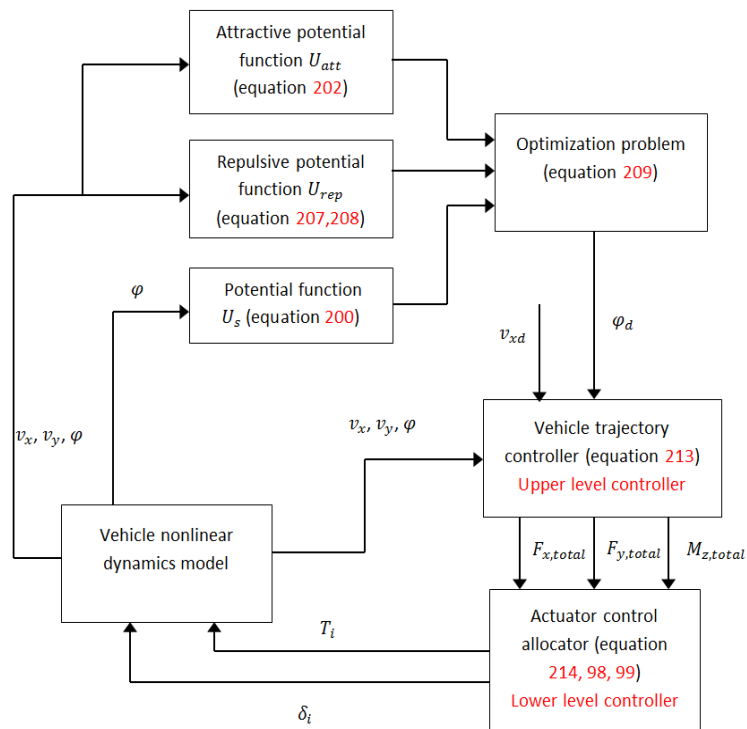 Attractive potential
function U_att
(equation 202)
Repulsive potential
function U_rep
(equation 207,208)
Optimization problem
(equation 209)
φ
Potential function
U_s (equation 200)
v_xd
φ_d
v_x, v_y, φ
v_x, v_y, φ
Vehicle trajectory
controller (equation 213)
Upper level controller
Vehicle nonlinear
dynamics model
F_x,total
F_y,total
M_z,total
T_i
Actuator control
allocator (equation
214, 98, 99)
Lower level controller
δ_i